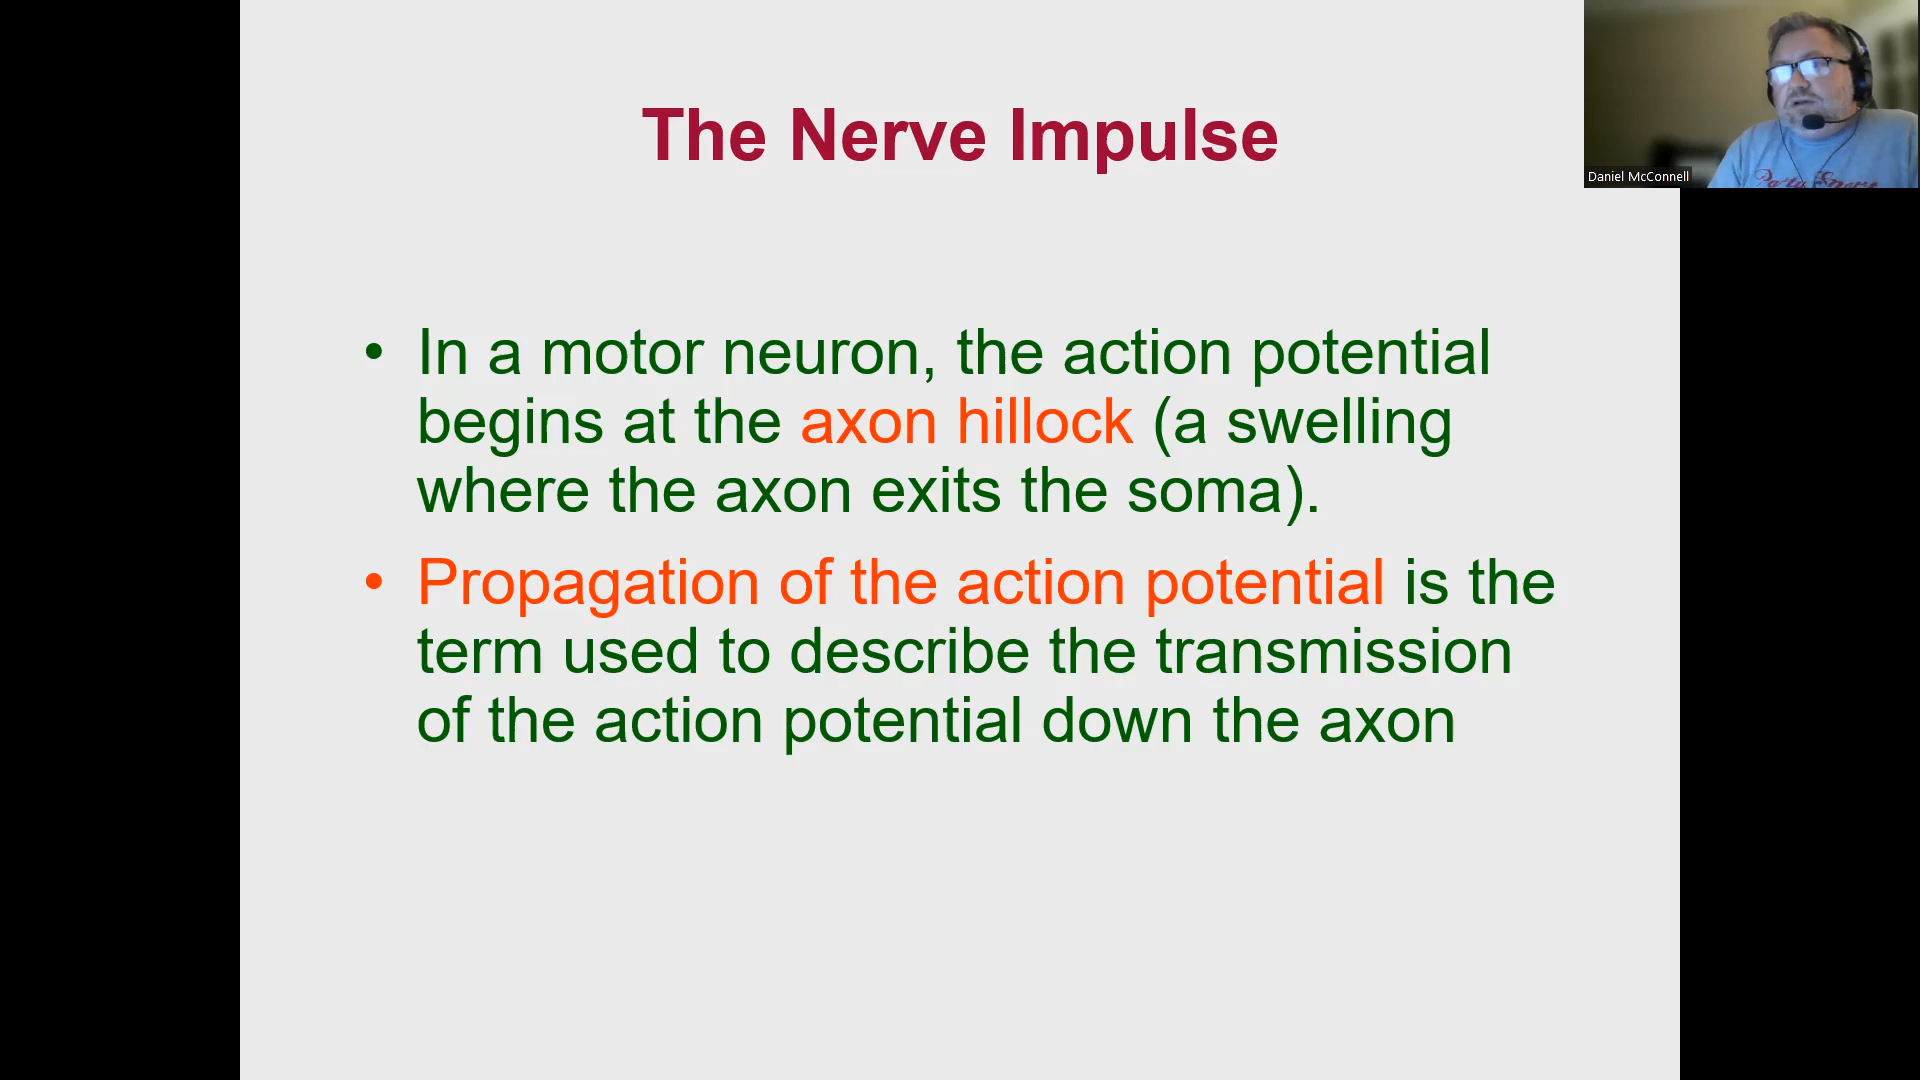 The Nerve Impulse
Daniel McConnell
• In a motor neuron, the action potential
begins at the axon hillock (a swelling
where the axon exits the soma).
• Propagation of the action potential is the
term used to describe the transmission
of the action potential down the axon